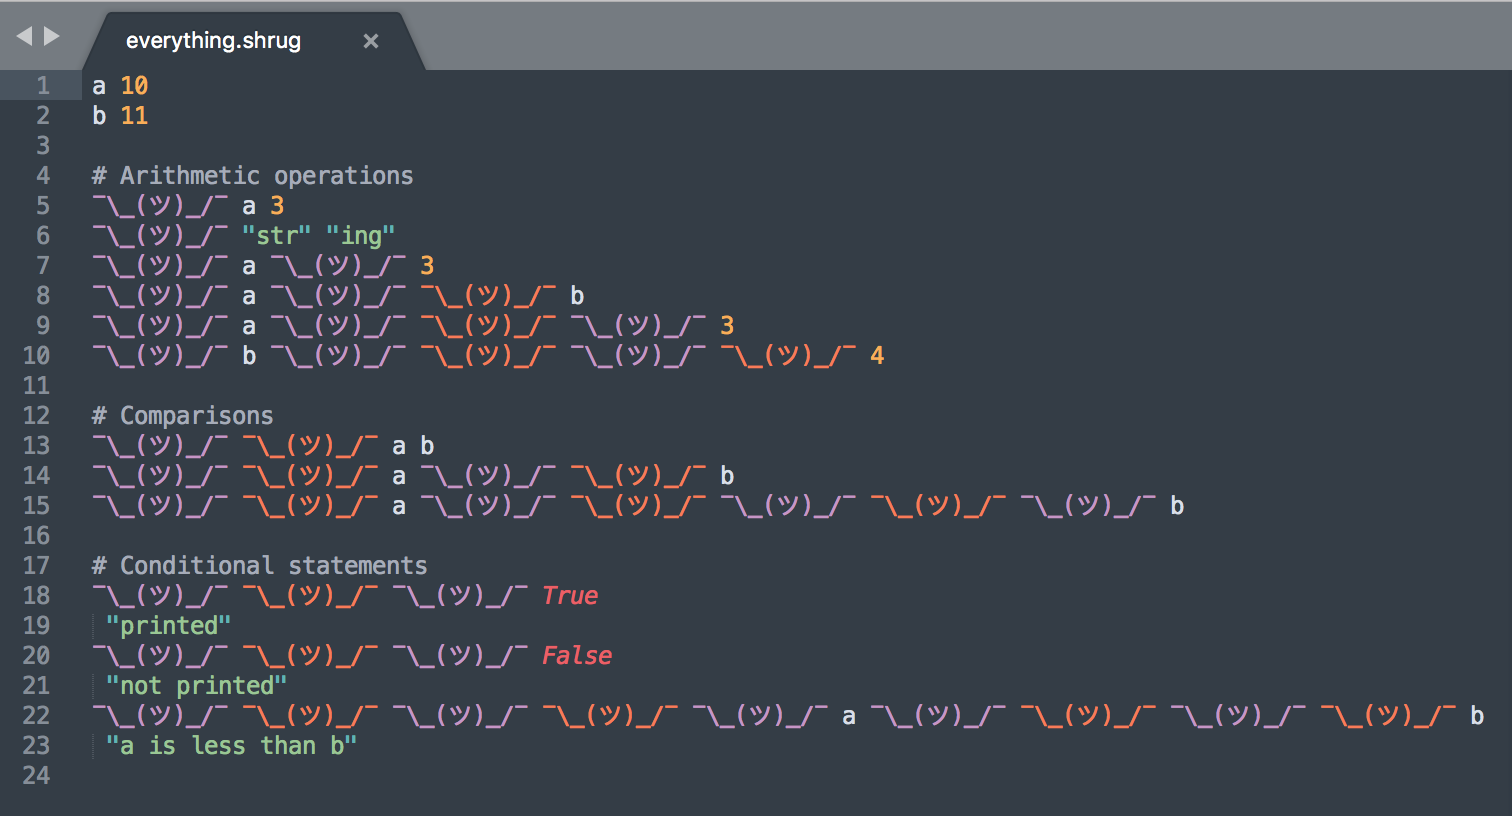 everything.shrug ×
1 a 10
2 b 11
3
4 # Arithmetic operations
5 ¯\_(ツ)_/¯ a 3
6 ¯\_(ツ)_/¯ "str" "ing"
7 ¯\_(ツ)_/¯ a ¯\_(ツ)_/¯ 3
8 ¯\_(ツ)_/¯ a ¯\_(ツ)_/¯ ¯\_(ツ)_/¯ b
9 ¯\_(ツ)_/¯ a ¯\_(ツ)_/¯ ¯\_(ツ)_/¯ ¯\_(ツ)_/¯ 3
10 ¯\_(ツ)_/¯ b ¯\_(ツ)_/¯ ¯\_(ツ)_/¯ ¯\_(ツ)_/¯ ¯\_(ツ)_/¯ 4
11
12 # Comparisons
13 ¯\_(ツ)_/¯ ¯\_(ツ)_/¯ a b
14 ¯\_(ツ)_/¯ ¯\_(ツ)_/¯ a ¯\_(ツ)_/¯ ¯\_(ツ)_/¯ b
15 ¯\_(ツ)_/¯ ¯\_(ツ)_/¯ a ¯\_(ツ)_/¯ ¯\_(ツ)_/¯ ¯\_(ツ)_/¯ ¯\_(ツ)_/¯ ¯\_(ツ)_/¯ b
16
17 # Conditional statements
18 ¯\_(ツ)_/¯ ¯\_(ツ)_/¯ ¯\_(ツ)_/¯ True
19 "printed"
20 ¯\_(ツ)_/¯ ¯\_(ツ)_/¯ ¯\_(ツ)_/¯ False
21 "not printed"
22 ¯\_(ツ)_/¯ ¯\_(ツ)_/¯ ¯\_(ツ)_/¯ ¯\_(ツ)_/¯ ¯\_(ツ)_/¯ a ¯\_(ツ)_/¯ ¯\_(ツ)_/¯ ¯\_(ツ)_/¯ ¯\_(ツ)_/¯ b
23 "a is less than b"
24